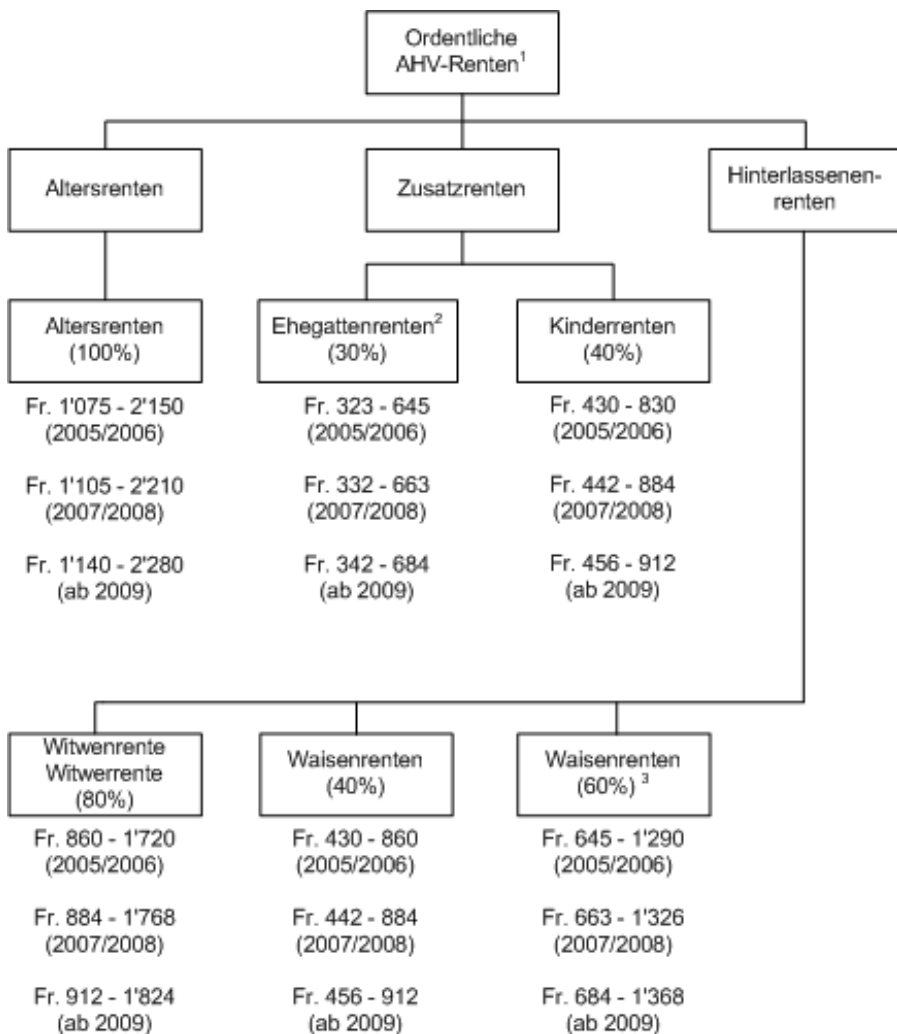 Ordentliche
AHV-Renten¹
Altersrenten
Zusatzrenten
Hinterlassenen-
renten
Altersrenten
(100%)
Fr. 1'075 - 2'150
(2005/2006)
Fr. 1'105 - 2'210
(2007/2008)
Fr. 1'140 - 2'280
(ab 2009)
Ehegattenrenten²
(30%)
Fr. 323 - 645
(2005/2006)
Fr. 332 - 663
(2007/2008)
Fr. 342 - 684
(ab 2009)
Kinderrenten
(40%)
Fr. 430 - 830
(2005/2006)
Fr. 442 - 884
(2007/2008)
Fr. 456 - 912
(ab 2009)
Witwenrente
Witwerrente
(80%)
Fr. 860 - 1'720
(2005/2006)
Fr. 884 - 1'768
(2007/2008)
Fr. 912 - 1'824
(ab 2009)
Waisenrenten
(40%)
Fr. 430 - 860
(2005/2006)
Fr. 442 - 884
(2007/2008)
Fr. 456 - 912
(ab 2009)
Waisenrenten
(60%) ³
Fr. 645 - 1'290
(2005/2006)
Fr. 663 - 1'326
(2007/2008)
Fr. 684 - 1'368
(ab 2009)